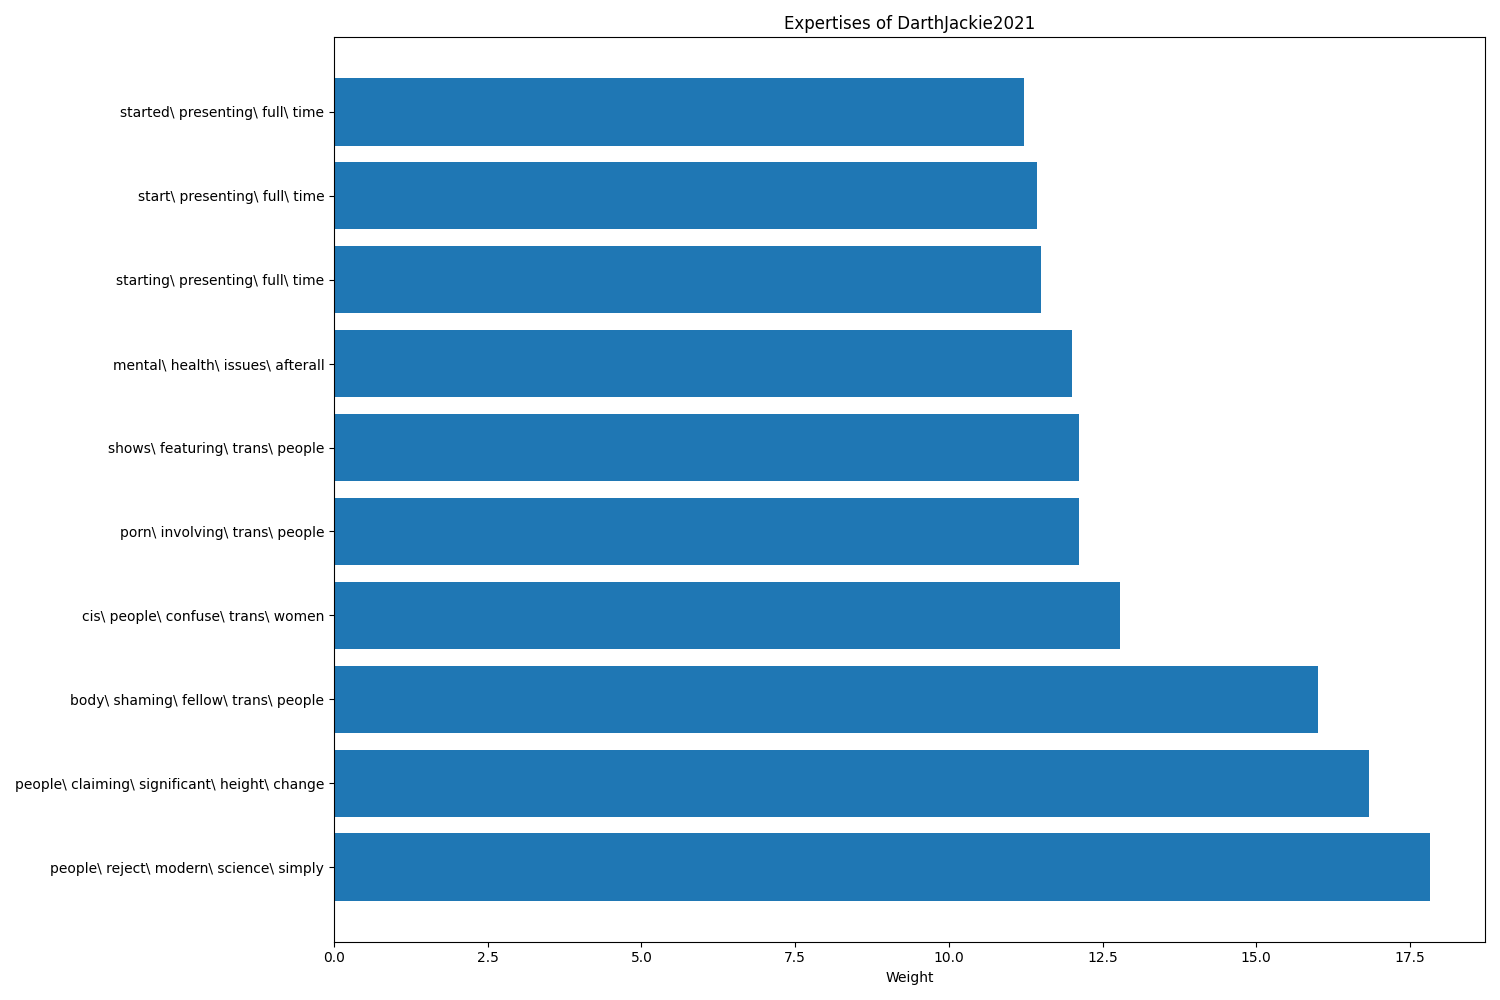 Expertises of DarthJackie2021
started\ presenting\ full\ time
start\ presenting\ full\ time
starting\ presenting\ full\ time
mental\ health\ issues\ afterall
shows\ featuring\ trans\ people
porn\ involving\ trans\ people
cis\ people\ confuse\ trans\ women
body\ shaming\ fellow\ trans\ people
people\ claiming\ significant\ height\ change
people\ reject\ modern\ science\ simply
0.0 2.5 5.0 7.5 10.0 12.5 15.0 17.5
Weight